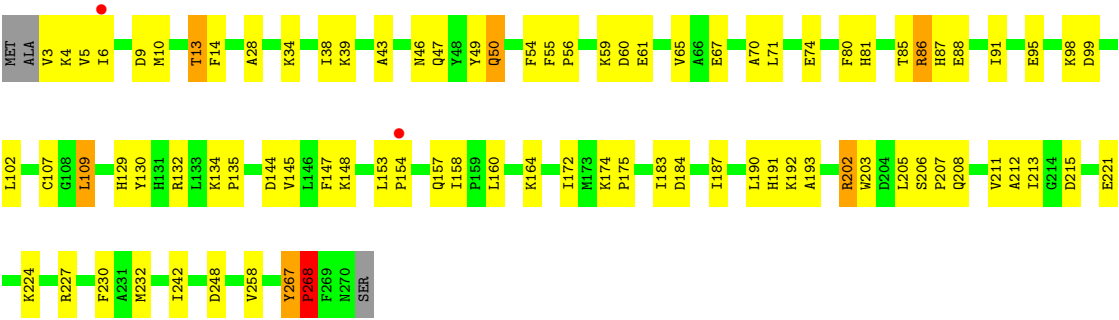 MET ALA V3 K4 V5 I6 D9 M10 T13 F14 A28 K34 I38 K39 A43 N46 Q47 Y48 Y49 Q50 F54 F55 P56 K59 D60 E61 V65 A66 E67 A70 L71 E74 F80 H81 T85 R86 H87 E88 I91 E95 K98 D99
L102 C107 G108 L109 H129 Y130 H131 R132 L133 K134 P135 D144 V145 L146 F147 K148 L153 P154 Q157 I158 P159 L160 K164 I172 M173 K174 P175 I183 D184 I187 L190 H191 K192 A193 R202 W203 D204 L205 S206 P207 Q208 V211 A212 I213 G214 D215 E221
K224 R227 F230 A231 M232 I242 D248 V258 Y267 P268 F269 N270 SER